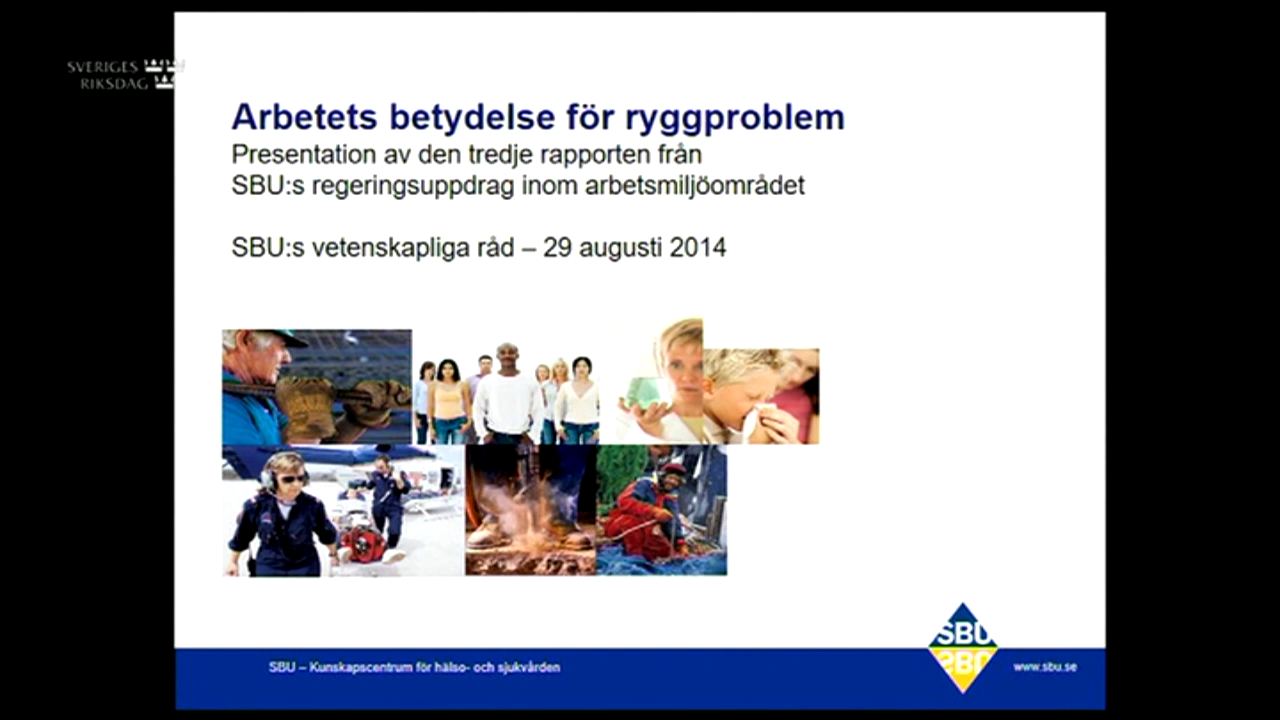 SVERIGES
RIKSDAG
Arbetets betydelse för ryggproblem
Presentation av den tredje rapporten från
SBU:s regeringsuppdrag inom arbetsmiljöområdet
SBU:s vetenskapliga råd – 29 augusti 2014
SBU
SBU – Kunskapscentrum för hälso- och sjukvården
www.sbu.se